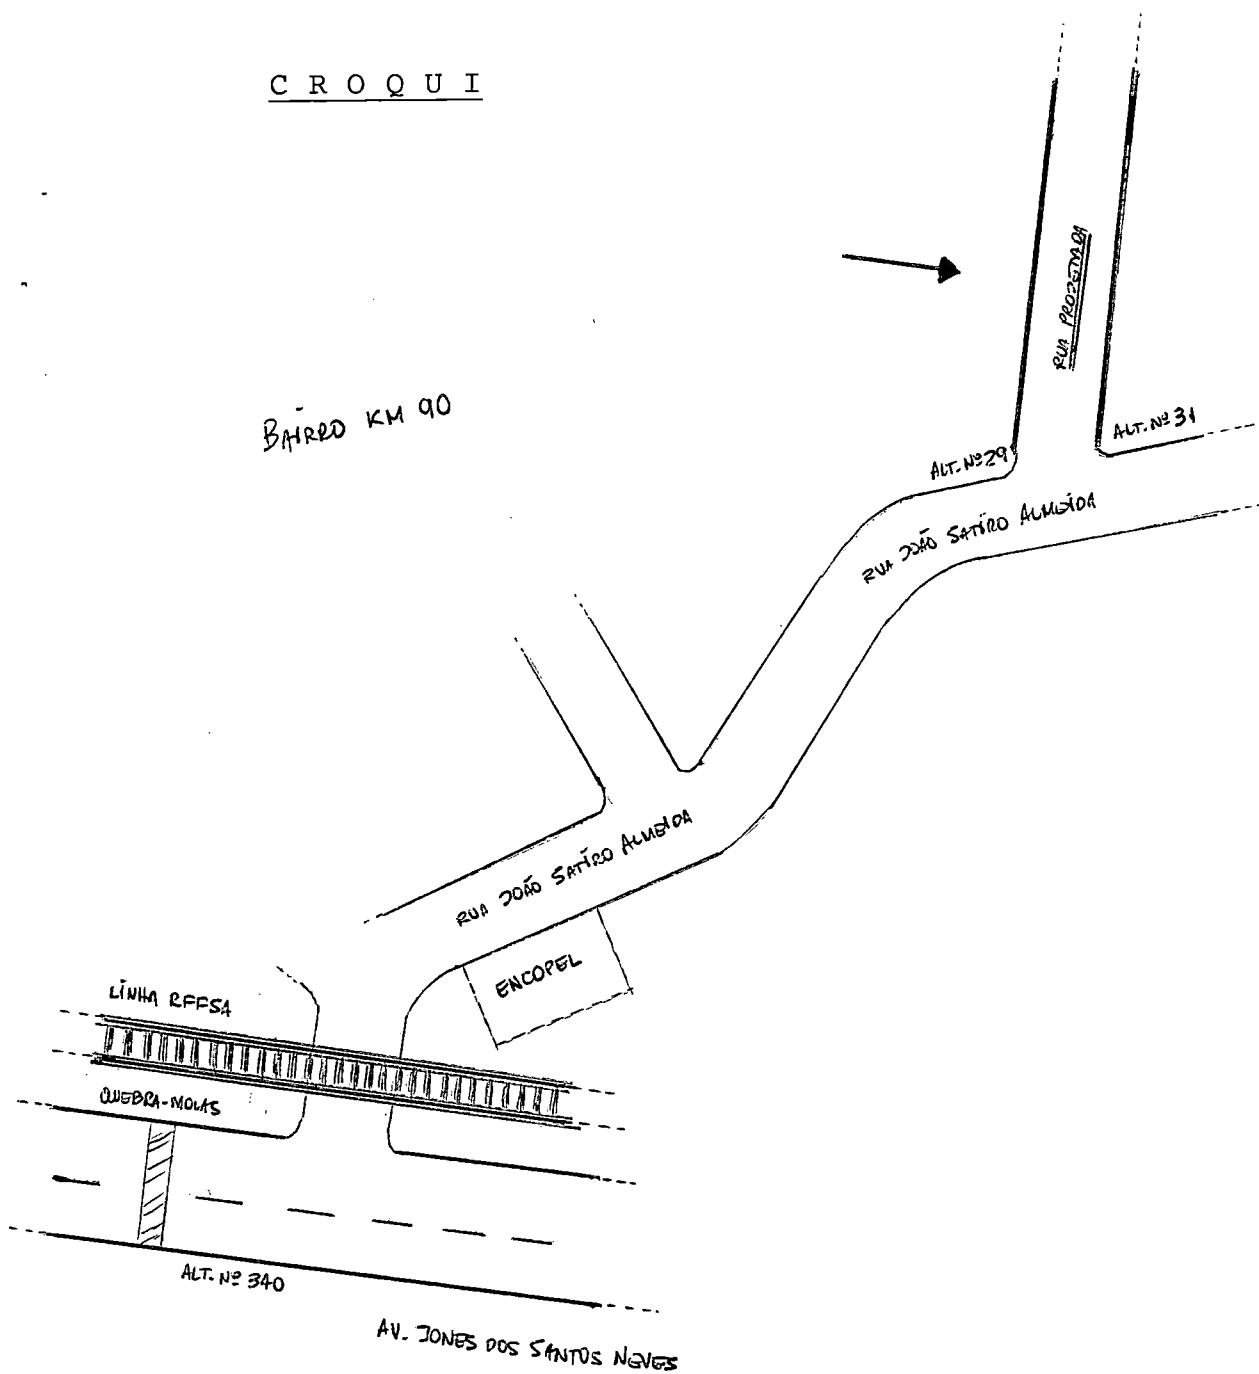 C R O Q U I
RUA PROJETADA
BAIRRO KM 90
ALT. Nº 31
ALT. Nº 29
RUA JOÃO SATIRO ALMEIDA
RUA JOÃO SATIRO ALMEIDA
ENCOPEL
LINHA RFFSA
QUEBRA-MOLAS
ALT. Nº 340
AV. JONES DOS SANTOS NEVES